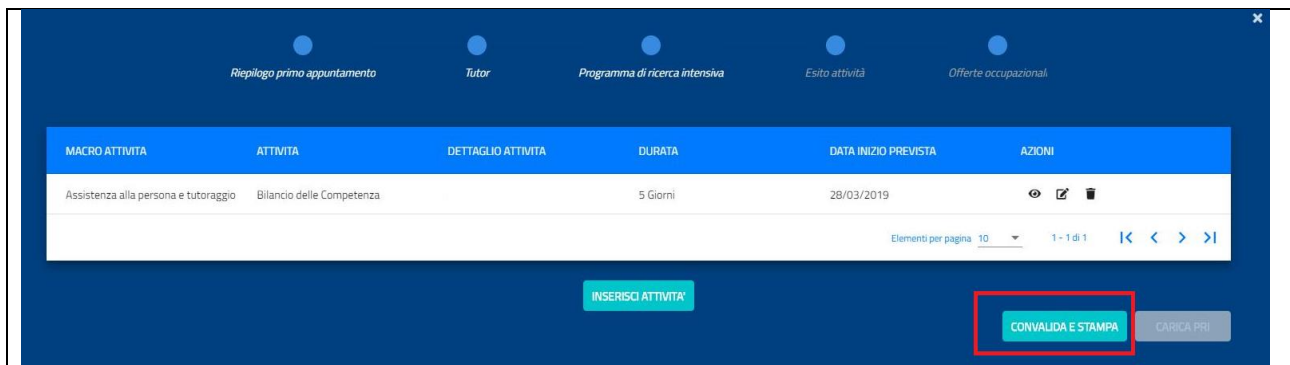 Riepilogo primo appuntamento Tutor Programma di ricerca intensiva Esito attività Offerte occupazionali
MACRO ATTIVITA ATTIVITA DETTAGLIO ATTIVITA DURATA DATA INIZIO PREVISTA AZIONI
Assistenza alla persona e tutoraggio Bilancio delle Competenza 5 Giorni 28/03/2019
Elementi per pagina 10 1 - 1 di 1
INSERISCI ATTIVITA'
CONVALIDA E STAMPA CARICA PRI